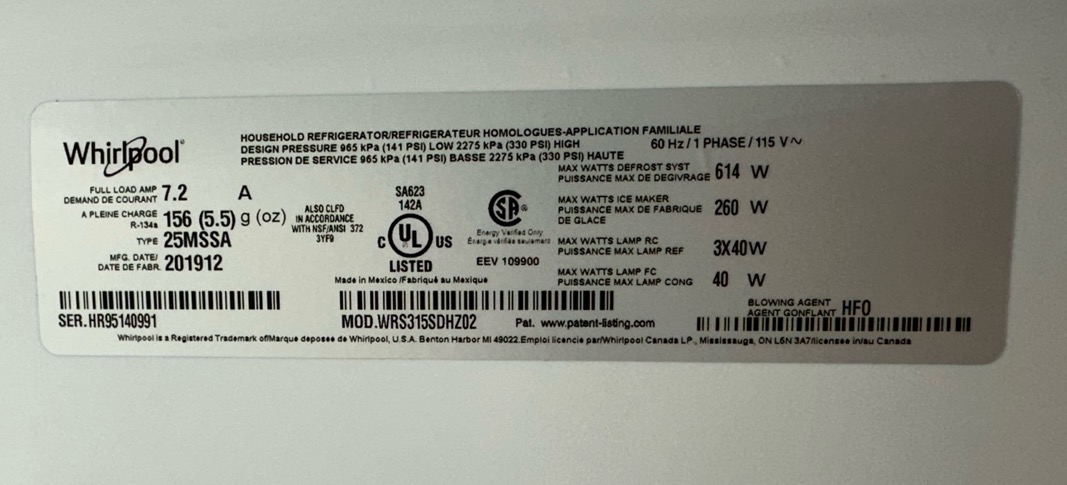 Whirlpool
HOUSEHOLD REFRIGERATOR/REFRIGERATEUR HOMOLOGUES-APPLICATION FAMILIALE
DESIGN PRESSURE 965 kPa (141 PSI) LOW 2275 kPa (330 PSI) HIGH
60 Hz / 1 PHASE / 115 V ~
PRESSION DE SERVICE 965 kPa (141 PSI) BASSE 2275 kPa (330 PSI) HAUTE
FULL LOAD AMP
DEMAND DE COURANT 7.2 A
A PLEINE CHARGE
R-134a 156 (5.5) g (oz)
TYPE 25MSSA
MFG. DATE/
DATE DE FABR. 201912
ALSO CLFD
IN ACCORDANCE
WITH NSF/ANSI 372
3YF9
SA623
142A
C UL US
LISTED
Made in Mexico /Fabriqué au Mexique
SA
Energy Verified Only
Énergie vérifiée seulement
EEV 109900
MAX WATTS DEFROST SYST
PUISSANCE MAX DE DEGIVRAGE 614 W
MAX WATTS ICE MAKER
PUISSANCE MAX DE FABRIQUE 260 W
DE GLACE
MAX WATTS LAMP RC
PUISSANCE MAX LAMP REF 3X40W
MAX WATTS LAMP FC
PUISSANCE MAX LAMP CONG 40 W
BLOWING AGENT
AGENT GONFLANT HFO
SER.HR95140991
MOD.WRS315SDHZ02
Pat. www.patent-listing.com
Whirlpool is a Registered Trademark of/Marque deposee de Whirlpool, U.S.A. Benton Harbor MI 49022.Emploi licencie par/Whirlpool Canada LP., Mississauga, ON L5N 3A7/licensee in/au Canada